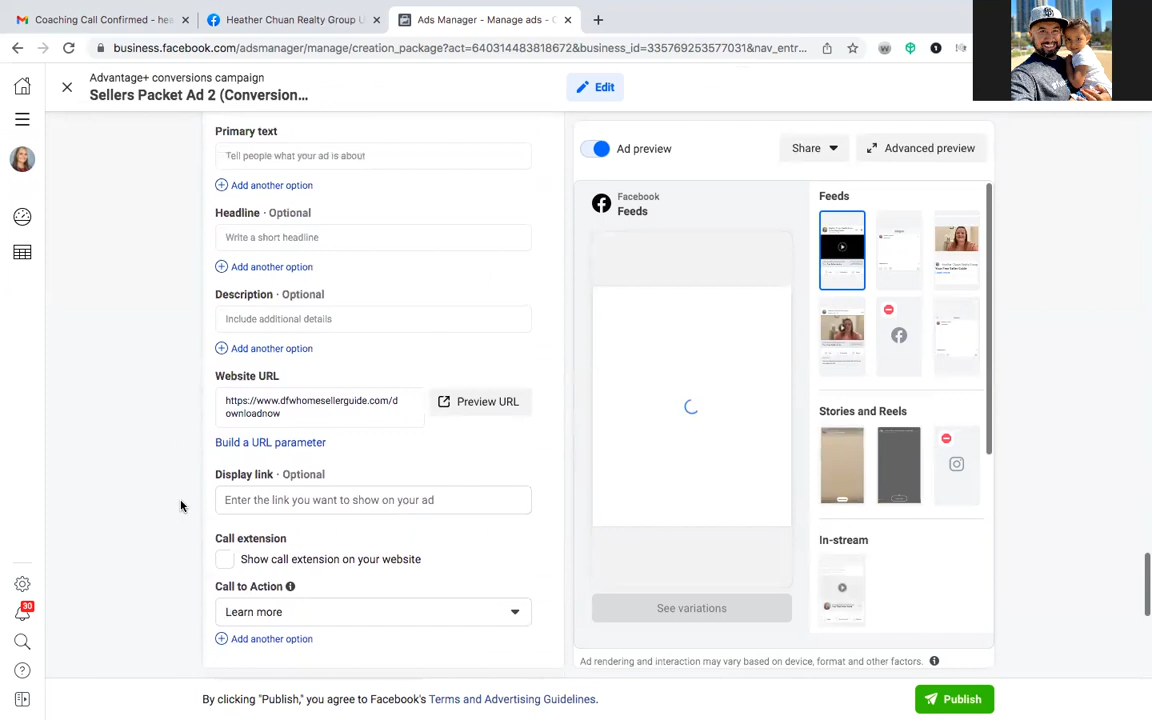 Coaching Call Confirmed - hea
Heather Chuan Realty Group U
Ads Manager - Manage ads - C
business.facebook.com/adsmanager/manage/creation_package?act=640314483818672&business_id=335769253577031&nav_entr...
Advantage+ conversions campaign
Sellers Packet Ad 2 (Conversion...
Edit
Primary text
Tell people what your ad is about
Add another option
Headline · Optional
Write a short headline
Add another option
Description · Optional
Include additional details
Add another option
Website URL
https://www.dfwhomesellerguide.com/d
ownloadnow
Preview URL
Build a URL parameter
Display link · Optional
Enter the link you want to show on your ad
Call extension
Show call extension on your website
Call to Action
Learn more
Add another option
Ad preview
Share
Advanced preview
Facebook
Feeds
Feeds
Stories and Reels
In-stream
See variations
Ad rendering and interaction may vary based on device, format and other factors.
30
By clicking "Publish," you agree to Facebook's Terms and Advertising Guidelines.
Publish